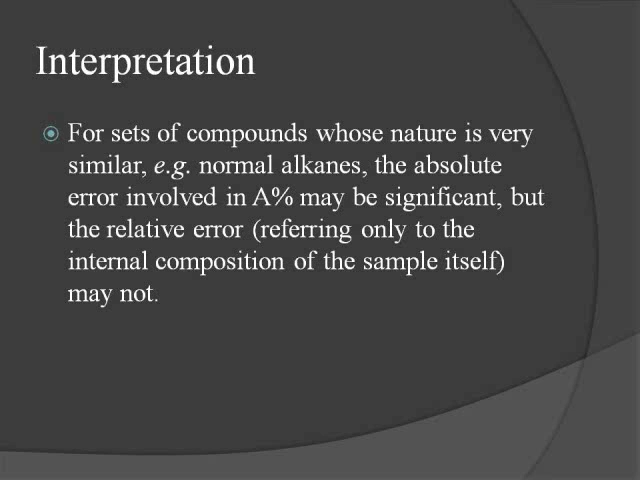 Interpretation
For sets of compounds whose nature is very
similar, e.g. normal alkanes, the absolute
error involved in A% may be significant, but
the relative error (referring only to the
internal composition of the sample itself)
may not.